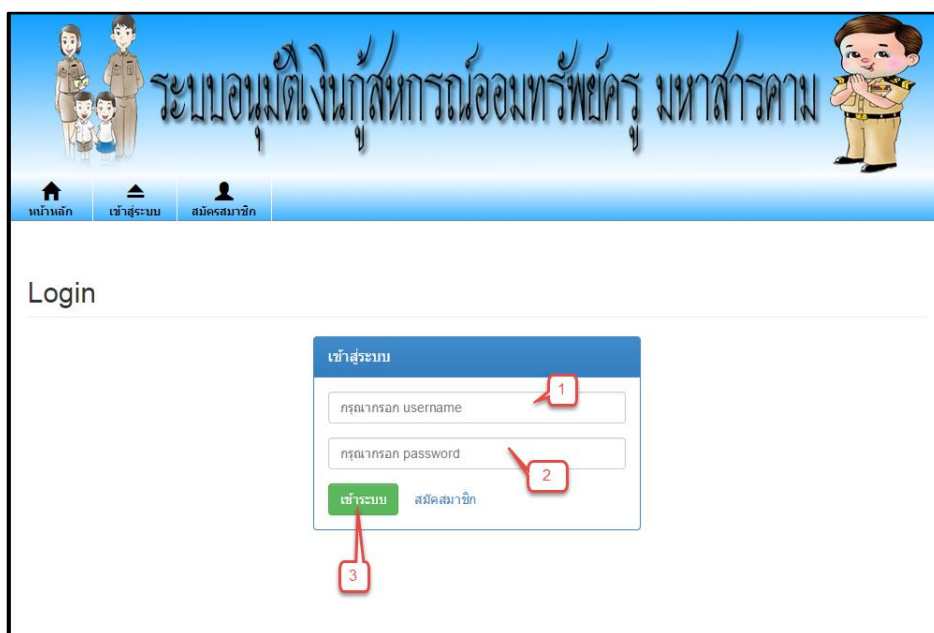 ระบบอนุมัติเงินกู้สหกรณ์ออมทรัพย์ครู มหาสารคาม
หน้าหลัก เข้าสู่ระบบ สมัครสมาชิก
Login
เข้าสู่ระบบ
1
กรุณากรอก username
กรุณากรอก password
2
เข้าระบบ สมัคสมาชิก
3